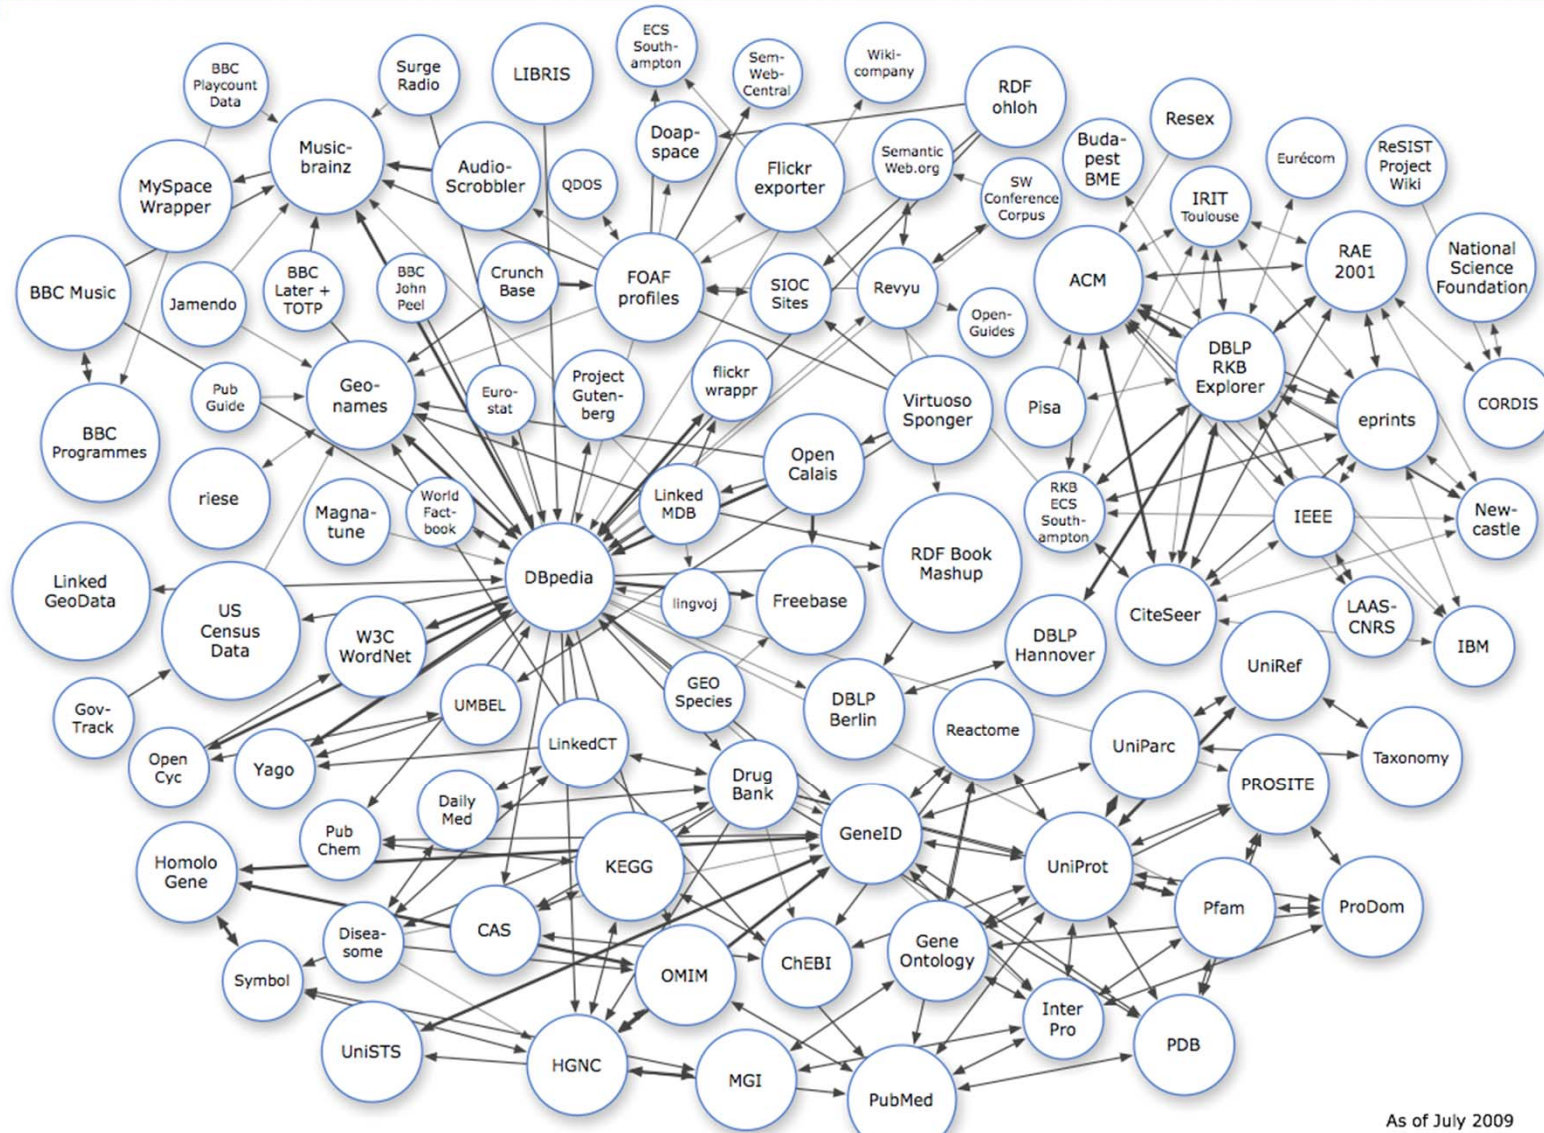 BBC
Playcount
Data
Surge
Radio
LIBRIS
ECS
South-
ampton
Sem-
Web-
Central
Wiki-
company
RDF
ohloh
Resex
Music-
brainz
MySpace
Wrapper
Audio-
Scrobbler
QDOS
Doap-
space
Flickr
exporter
Semantic
Web.org
SW
Conference
Corpus
Buda-
pest
BME
IRIT
Toulouse
Eurécom
ReSIST
Project
Wiki
BBC Music
Jamendo
BBC
Later +
TOTP
BBC
John
Peel
Crunch
Base
FOAF
profiles
SIOC
Sites
Revyu
Open-
Guides
ACM
RAE
2001
National
Science
Foundation
BBC
Programmes
Pub
Guide
Geo-
names
Euro-
stat
Project
Guten-
berg
flickr
wrappr
Virtuoso
Sponger
Pisa
DBLP
RKB
Explorer
eprints
CORDIS
riese
Magna-
tune
World
Fact-
book
Linked
MDB
Open
Calais
RKB
ECS
South-
ampton
IEEE
New-
castle
Linked
GeoData
US
Census
Data
W3C
WordNet
DBpedia
lingvoj
Freebase
RDF Book
Mashup
DBLP
Hannover
CiteSeer
LAAS-
CNRS
IBM
Gov-
Track
Open
Cyc
Yago
UMBEL
LinkedCT
GEO
Species
DBLP
Berlin
Reactome
UniParc
UniRef
Taxonomy
PROSITE
Homolo
Gene
Pub
Chem
Daily
Med
KEGG
Drug
Bank
GeneID
UniProt
Pfam
ProDom
Symbol
Disea-
some
CAS
OMIM
ChEBI
Gene
Ontology
Inter
Pro
PDB
UniSTS
HGNC
MGI
PubMed
As of July 2009